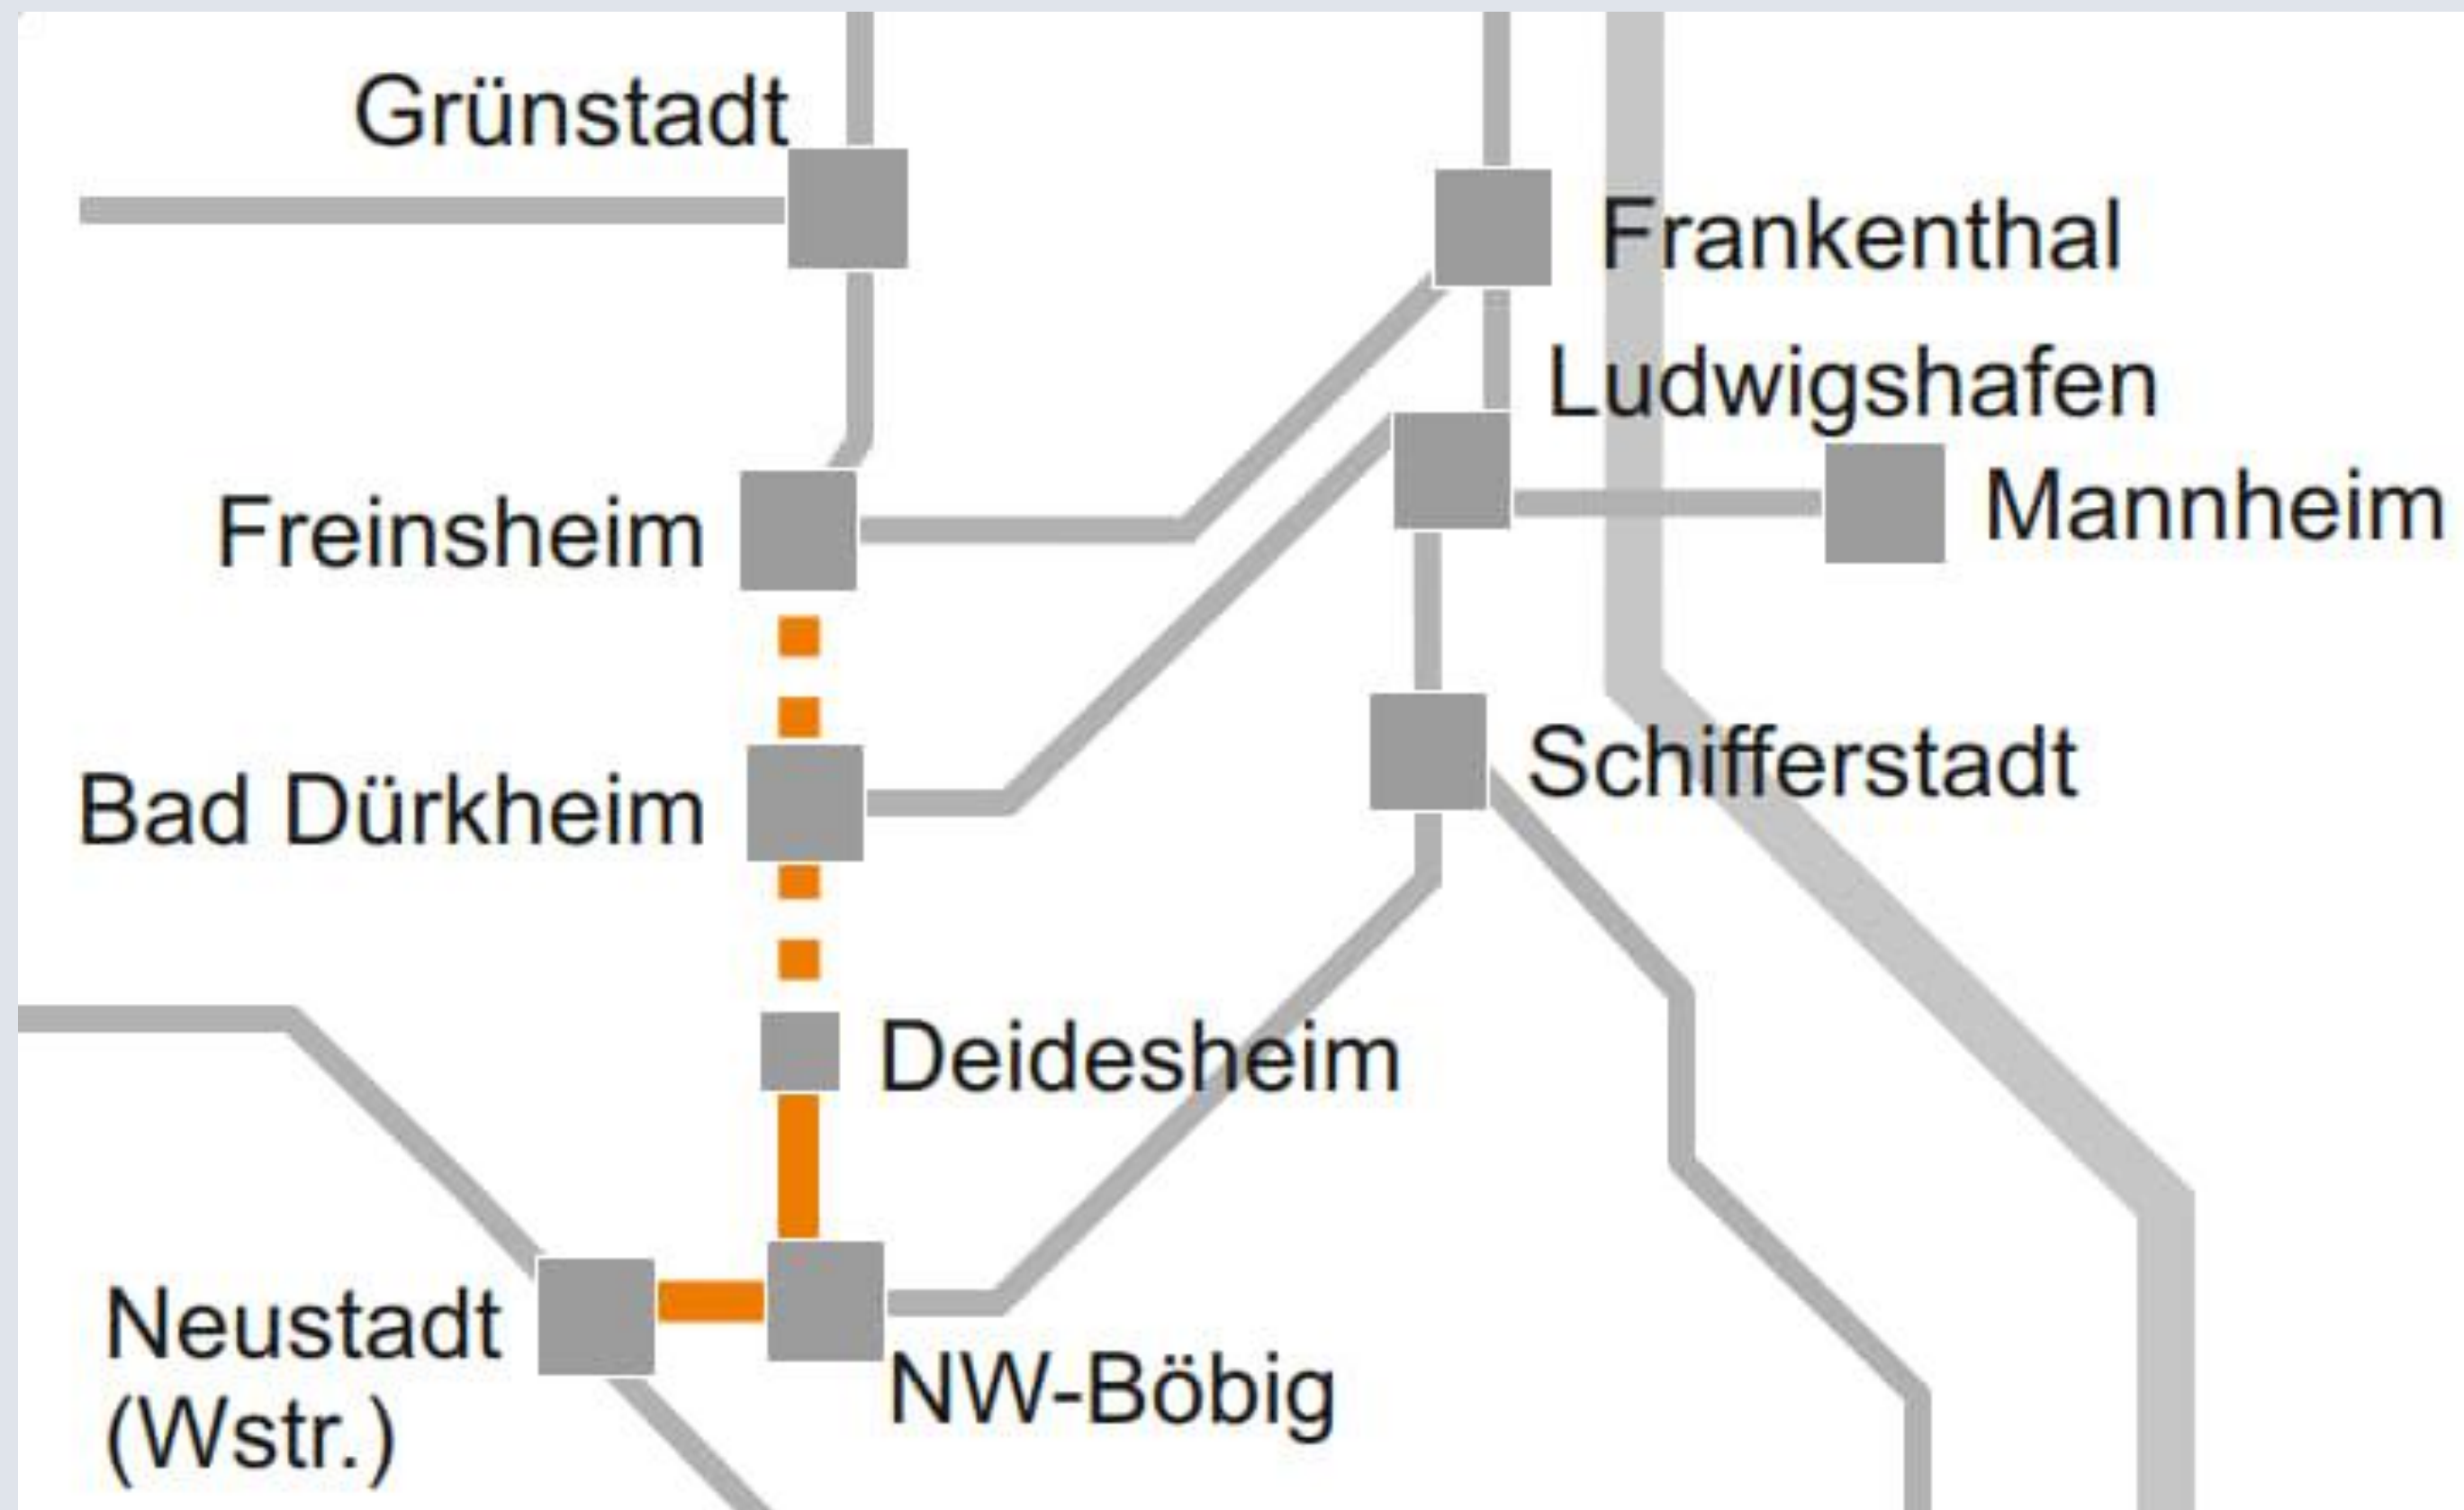 Grünstadt
Frankenthal
Ludwigshafen
Mannheim
Freinsheim
Schifferstadt
Bad Dürkheim
Deidesheim
Neustadt
(Wstr.)
NW-Böbig